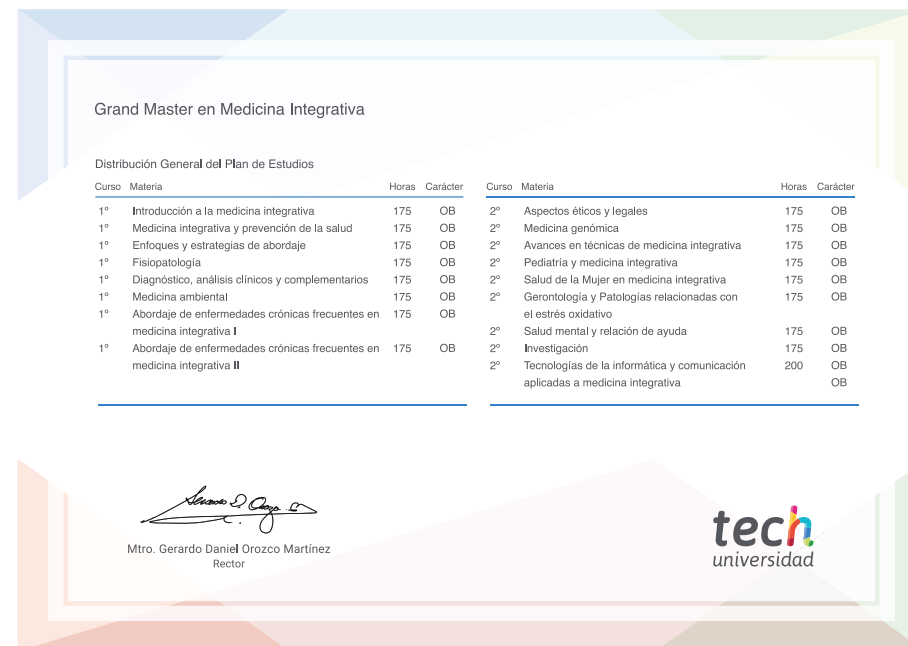 Grand Master en Medicina Integrativa
Distribución General del Plan de Estudios
Curso Materia Horas Carácter
1º Introducción a la medicina integrativa 175 OB
1º Medicina integrativa y prevención de la salud 175 OB
1º Enfoques y estrategias de abordaje 175 OB
1º Fisiopatología 175 OB
1º Diagnóstico, análisis clínicos y complementarios 175 OB
1º Medicina ambiental 175 OB
1º Abordaje de enfermedades crónicas frecuentes en 175 OB
medicina integrativa I
1º Abordaje de enfermedades crónicas frecuentes en 175 OB
medicina integrativa II
Curso Materia Horas Carácter
2º Aspectos éticos y legales 175 OB
2º Medicina genómica 175 OB
2º Avances en técnicas de medicina integrativa 175 OB
2º Pediatría y medicina integrativa 175 OB
2º Salud de la Mujer en medicina integrativa 175 OB
2º Gerontología y Patologías relacionadas con 175 OB
el estrés oxidativo
2º Salud mental y relación de ayuda 175 OB
2º Investigación 175 OB
2º Tecnologías de la informática y comunicación 200 OB
aplicadas a medicina integrativa OB
Mtro. Gerardo Daniel Orozco Martínez
Rector
tech
universidad